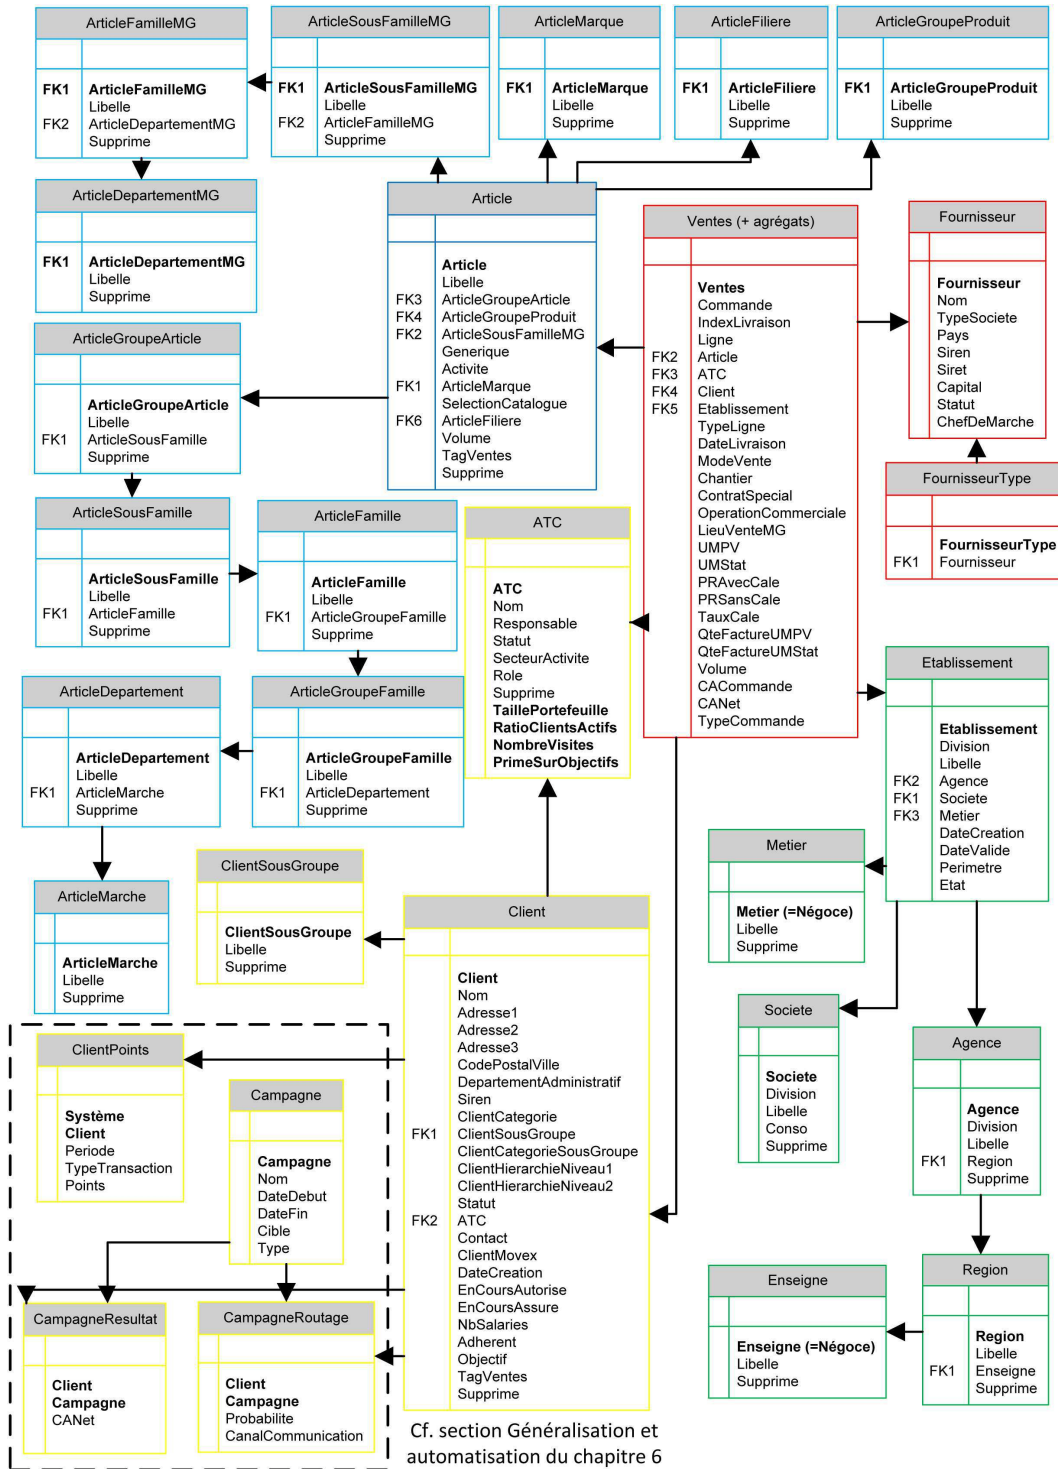 ArticleFamilleMG
FK1 ArticleFamilleMG
Libelle
FK2 ArticleDepartementMG
Supprime
ArticleSousFamilleMG
FK1 ArticleSousFamilleMG
Libelle
FK2 ArticleFamilleMG
Supprime
ArticleMarque
FK1 ArticleMarque
Libelle
Supprime
ArticleFiliere
FK1 ArticleFiliere
Libelle
Supprime
ArticleGroupeProduit
FK1 ArticleGroupeProduit
Libelle
Supprime
ArticleDepartementMG
FK1 ArticleDepartementMG
Libelle
Supprime
Article
Article
Libelle
FK3 ArticleGroupeArticle
FK4 ArticleGroupeProduit
FK2 ArticleSousFamilleMG
Generique
Activite
FK1 ArticleMarque
SelectionCatalogue
FK6 ArticleFiliere
Volume
TagVentes
Supprime
Ventes (+ agrégats)
Ventes
Commande
IndexLivraison
Ligne
FK2 Article
FK3 ATC
FK4 Client
FK5 Etablissement
TypeLigne
DateLivraison
ModeVente
Chantier
ContratSpecial
OperationCommerciale
LieuVenteMG
UMPV
UMStat
PRAvecCale
PRSansCale
TauxCale
QteFactureUMPV
QteFactureUMStat
Volume
CACommande
CANet
TypeCommande
Fournisseur
Fournisseur
Nom
TypeSociete
Pays
Siren
Siret
Capital
Statut
ChefDeMarche
FournisseurType
FournisseurType
FK1 Fournisseur
ArticleGroupeArticle
ArticleGroupeArticle
Libelle
FK1 ArticleSousFamille
Supprime
ArticleSousFamille
ArticleSousFamille
Libelle
FK1 ArticleFamille
Supprime
ArticleFamille
ArticleFamille
Libelle
FK1 ArticleGroupeFamille
Supprime
ATC
ATC
Nom
Responsable
Statut
SecteurActivite
Role
Supprime
TaillePortefeuille
RatioClientsActifs
NombreVisites
PrimeSurObjectifs
ArticleDepartement
ArticleDepartement
Libelle
FK1 ArticleMarche
Supprime
ArticleGroupeFamille
ArticleGroupeFamille
Libelle
FK1 ArticleDepartement
Supprime
Etablissement
Etablissement
Division
Libelle
FK2 Agence
FK1 Societe
FK3 Metier
DateCreation
DateValide
Perimetre
Etat
Metier
Metier (=Négoce)
Libelle
Supprime
ArticleMarche
ArticleMarche
Libelle
Supprime
ClientSousGroupe
ClientSousGroupe
Libelle
Supprime
Client
Client
Nom
Adresse1
Adresse2
Adresse3
CodePostalVille
DepartementAdministratif
Siren
ClientCategorie
FK1 ClientSousGroupe
ClientCategorieSousGroupe
ClientHierarchieNiveau1
ClientHierarchieNiveau2
Statut
FK2 ATC
Contact
ClientMovex
DateCreation
EnCoursAutorise
EnCoursAssure
NbSalaries
Adherent
Objectif
TagVentes
Supprime
Societe
Societe
Division
Libelle
Conso
Supprime
Agence
Agence
Division
Libelle
FK1 Region
Supprime
ClientPoints
Système
Client
Periode
TypeTransaction
Points
Campagne
Campagne
Nom
DateDebut
DateFin
Cible
Type
Enseigne
Enseigne (=Négoce)
Libelle
Supprime
Region
Region
Libelle
FK1 Enseigne
Supprime
CampagneResultat
Client
Campagne
CANet
CampagneRoutage
Client
Campagne
Probabilite
CanalCommunication
Cf. section Généralisation et
automatisation du chapitre 6